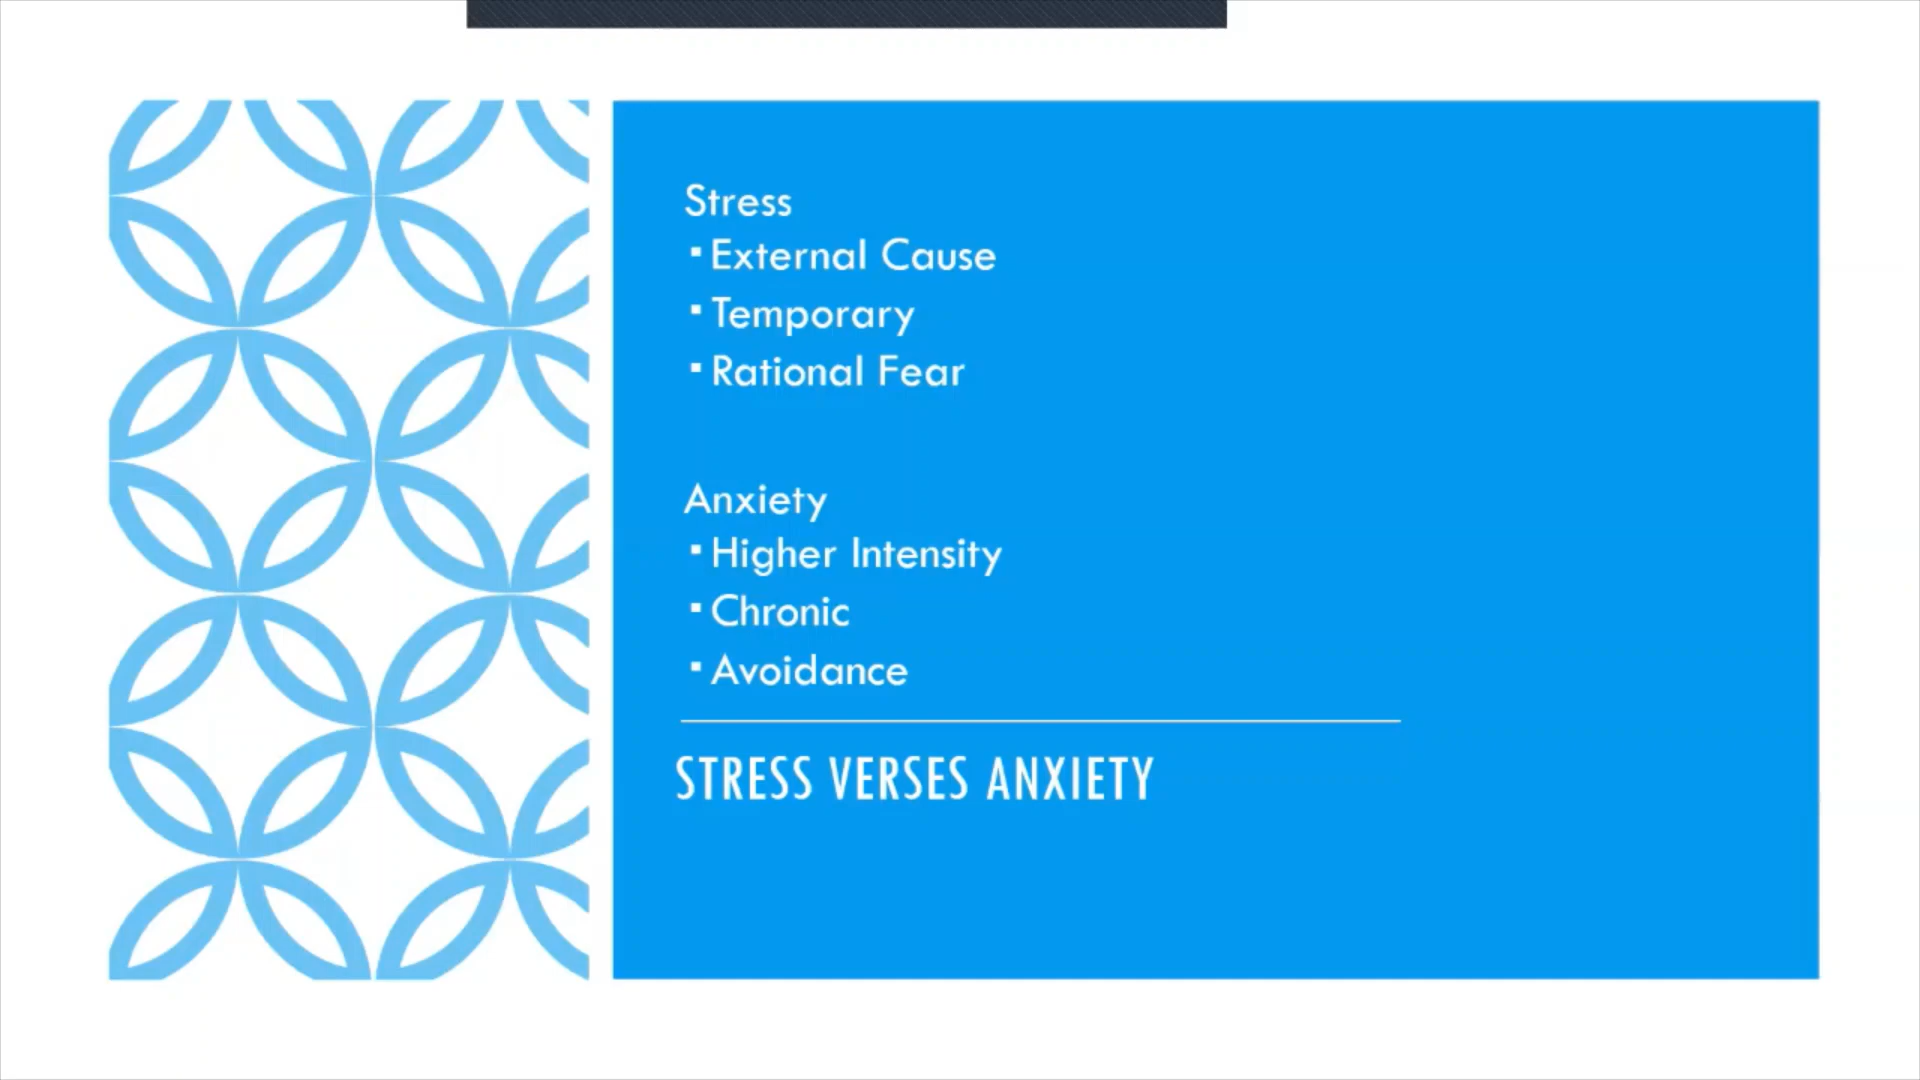 Stress
▪ External Cause
▪ Temporary
▪ Rational Fear
Anxiety
▪ Higher Intensity
▪ Chronic
▪ Avoidance
STRESS VERSES ANXIETY